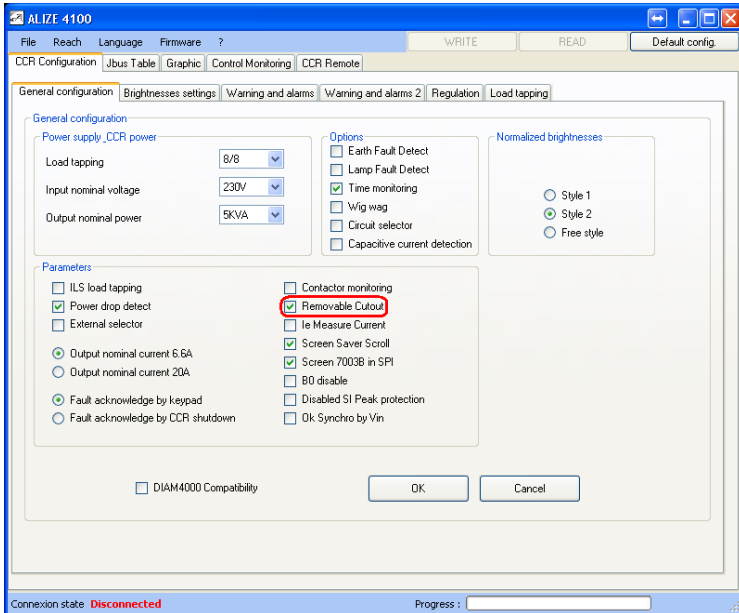 ALIZE 4100
File Reach Language Firmware ? WRITE READ Default config.
CCR Configuration Jbus Table Graphic Control Monitoring CCR Remote
General configuration Brightnesses settings Warning and alarms Warning and alarms 2 Regulation Load tapping
General configuration
Power supply_CCR power
Load tapping 8/8
Input nominal voltage 230V
Output nominal power 5KVA
Options
Earth Fault Detect
Lamp Fault Detect
Time monitoring
Wig wag
Circuit selector
Capacitive current detection
Normalized brightnesses
Style 1
Style 2
Free style
Parameters
ILS load tapping
Power drop detect
External selector
Output nominal current 6.6A
Output nominal current 20A
Fault acknowledge by keypad
Fault acknowledge by CCR shutdown
Contactor monitoring
Removable Cutout
Ie Measure Current
Screen Saver Scroll
Screen 7003B in SPI
B0 disable
Disabled SI Peak protection
Ok Synchro by Vin
DIAM4000 Compatibility
OK
Cancel
Connexion state Disconnected
Progress :